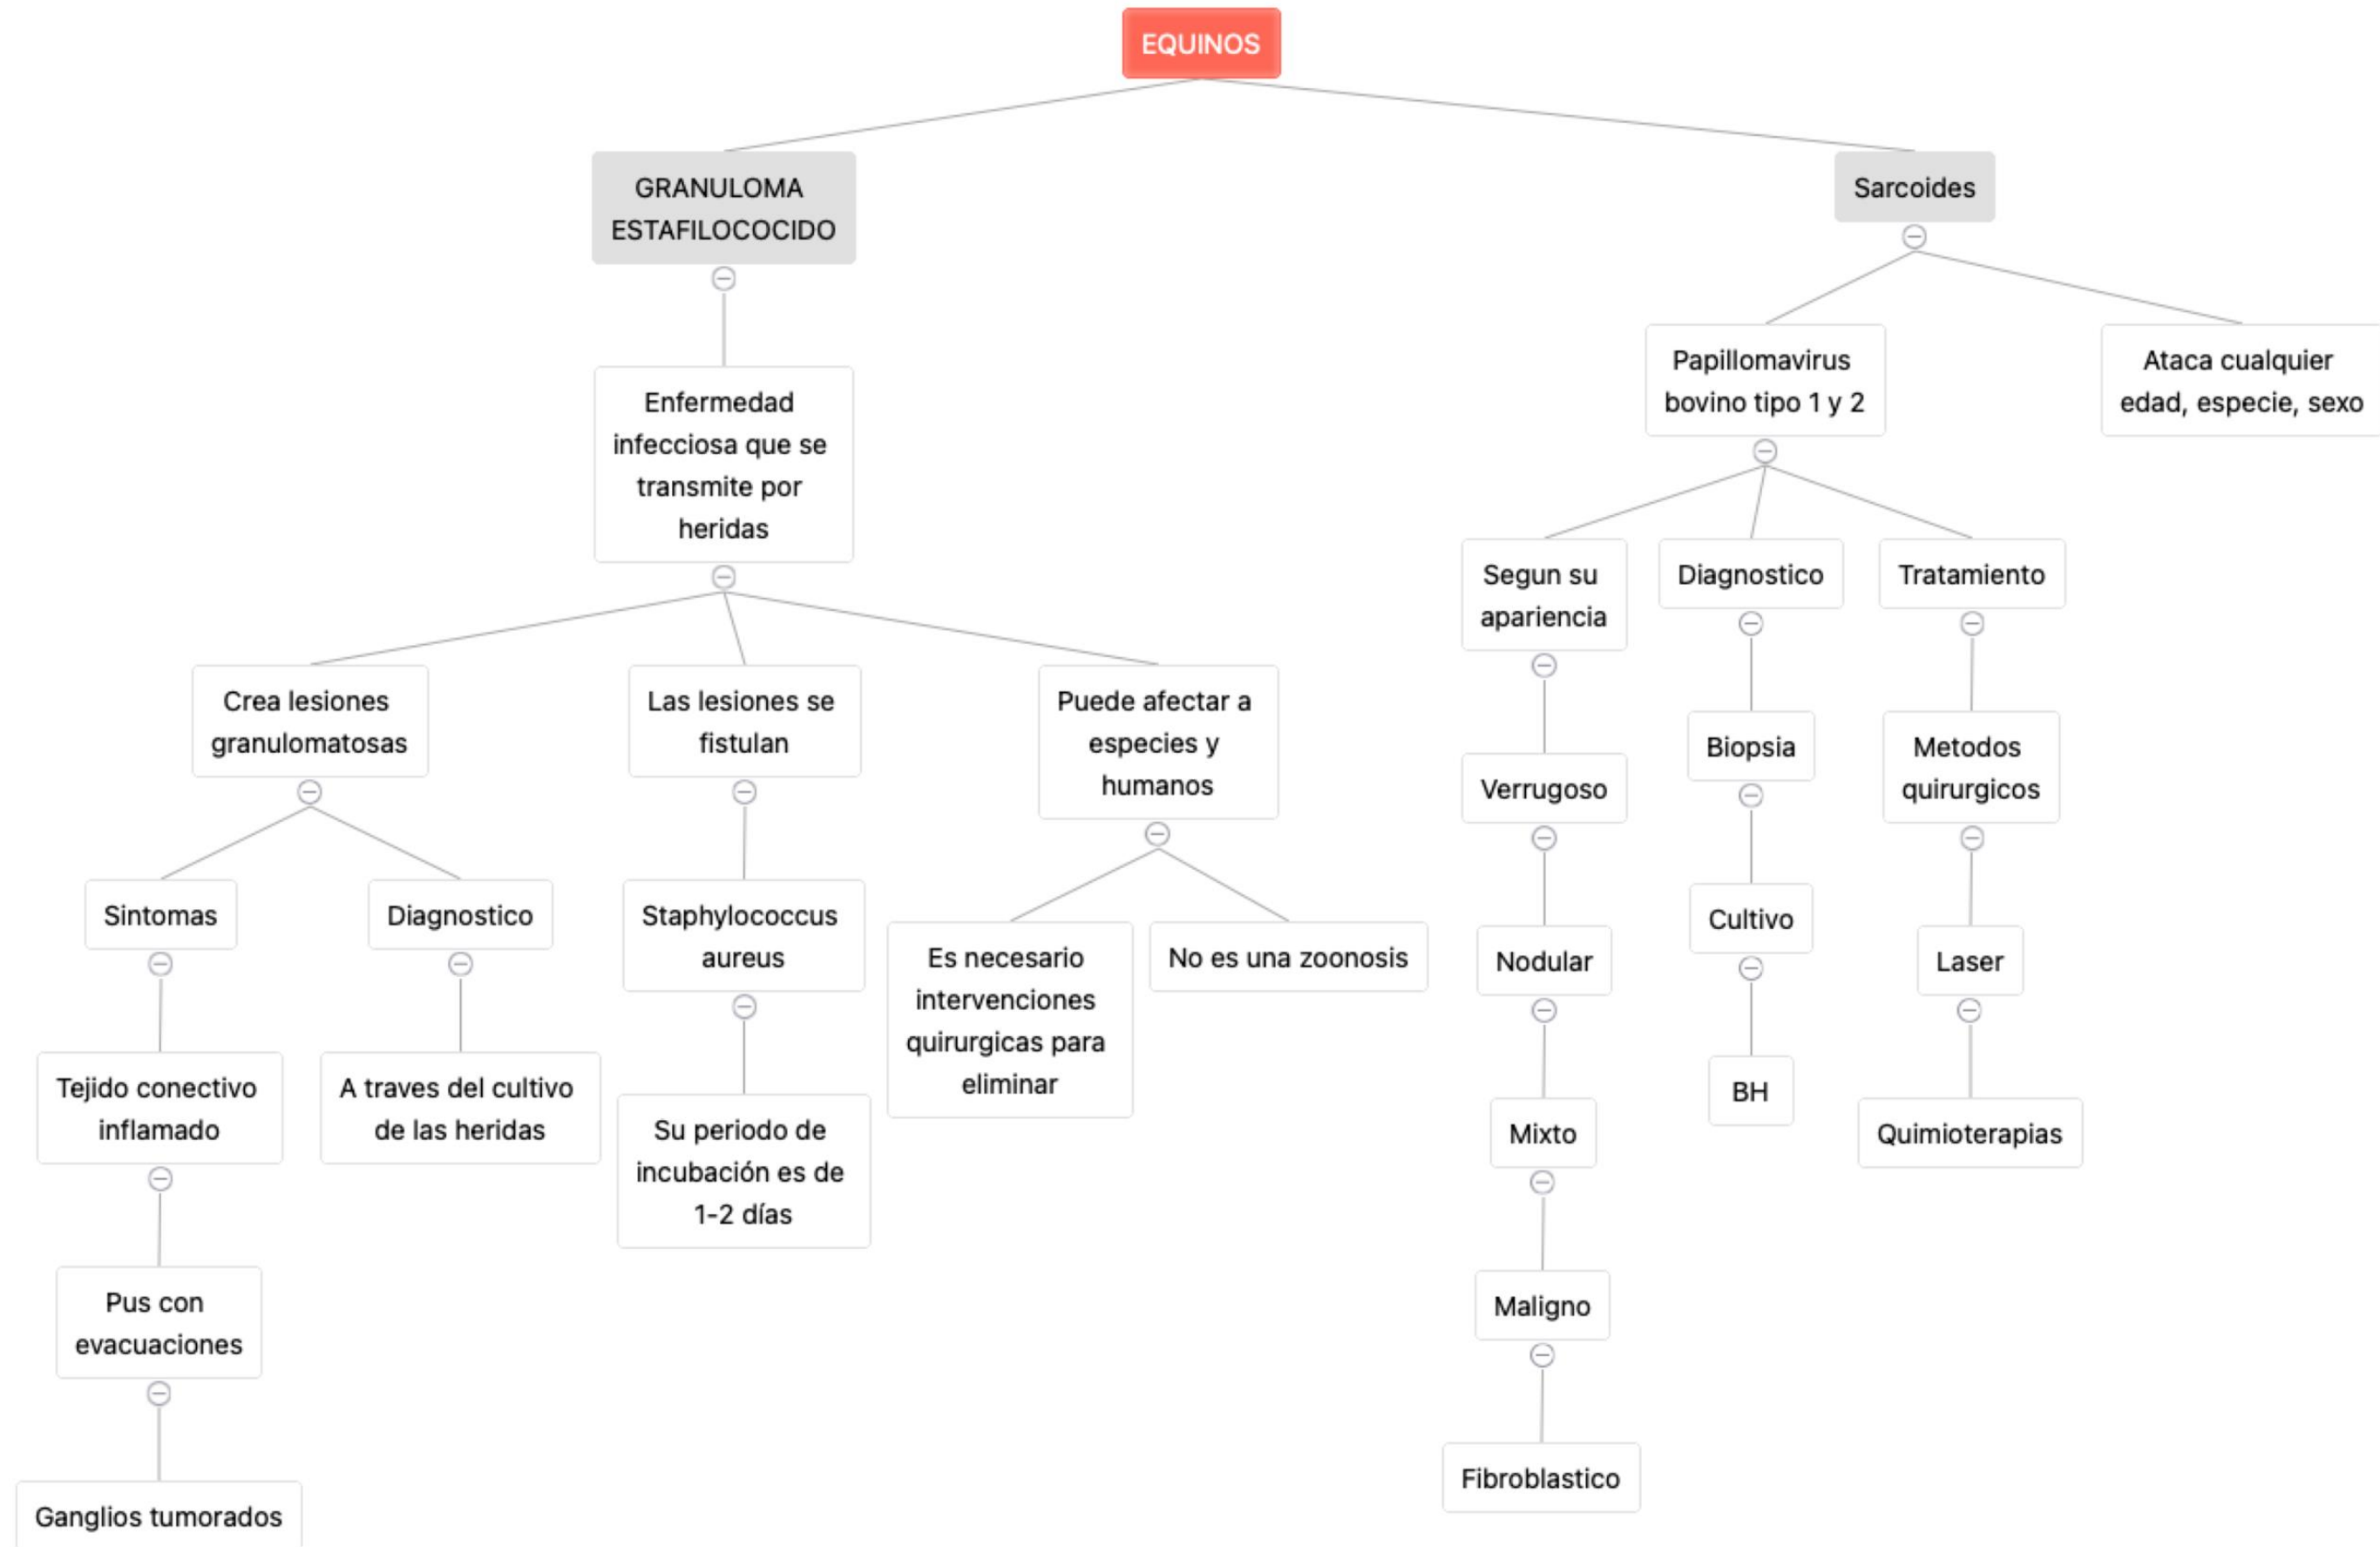 EQUINOS
GRANULOMA
ESTAFILOCOCIDO
Sarcoides
Enfermedad
infecciosa que se
transmite por
heridas
Papillomavirus
bovino tipo 1 y 2
Ataca cualquier
edad, especie, sexo
Crea lesiones
granulomatosas
Las lesiones se
fistulan
Puede afectar a
especies y
humanos
Segun su
apariencia
Diagnostico
Tratamiento
Sintomas
Diagnostico
Staphylococcus
aureus
Es necesario
intervenciones
quirurgicas para
eliminar
No es una zoonosis
Verrugoso
Biopsia
Metodos
quirurgicos
Tejido conectivo
inflamado
A traves del cultivo
de las heridas
Su periodo de
incubación es de
1-2 días
Nodular
Cultivo
Laser
Pus con
evacuaciones
Mixto
BH
Quimioterapias
Ganglios tumorados
Maligno
Fibroblastico